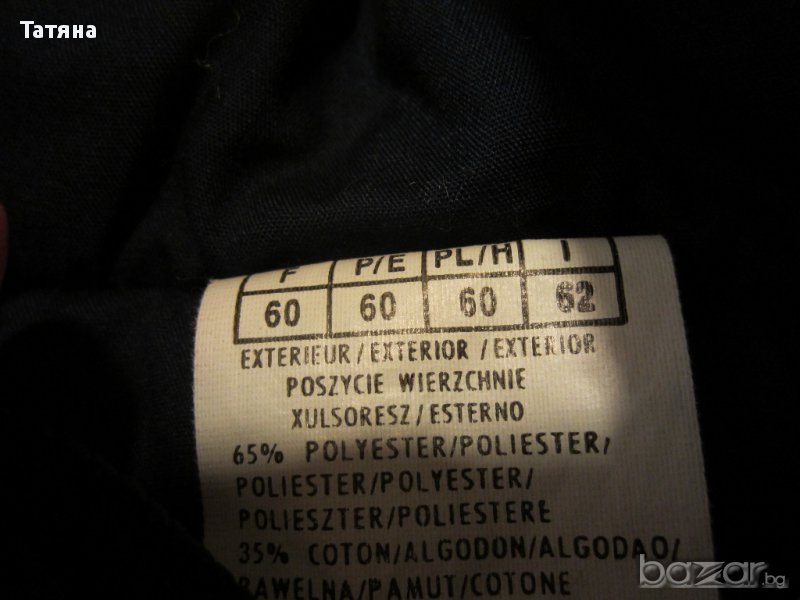 Татяна
F P/E PL/H I
60 60 60 62
EXTERIEUR/EXTERIOR/EXTERIOR
POSZYCIE WIERZCHNIE
XULSORESZ/ESTERNO
65% POLYESTER/POLIESTER/
POLIESTER/POLYESTER/
POLIESZTER/POLIESTERE
35% COTON/ALGODON/ALGODAO/
BAWELNA/PAMUT/COTONE
bazar.bg